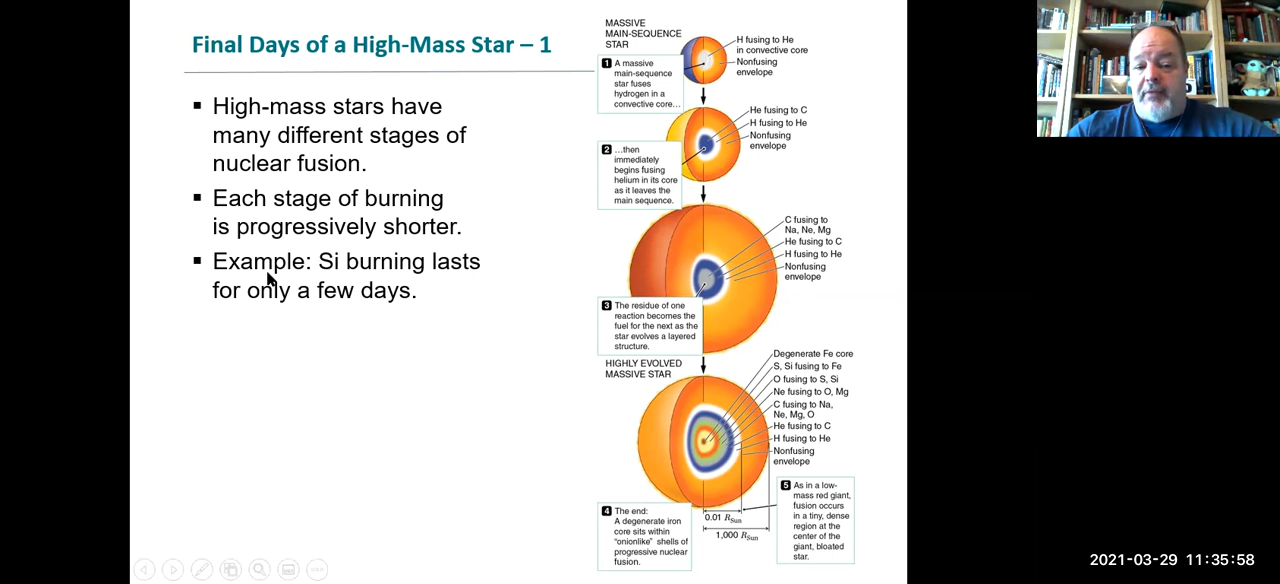 Final Days of a High-Mass Star – 1
▪ High-mass stars have
many different stages of
nuclear fusion.
▪ Each stage of burning
is progressively shorter.
▪ Example: Si burning lasts
for only a few days.
MASSIVE
MAIN-SEQUENCE
STAR
H fusing to He
in convective core
Nonfusing
envelope
1 A massive
main-sequence
star fuses
hydrogen in a
convective core…
He fusing to C
H fusing to He
Nonfusing
envelope
2 …then
immediately
begins fusing
helium in its core
as it leaves the
main sequence.
C fusing to
Na, Ne, Mg
He fusing to C
H fusing to He
Nonfusing
envelope
3 The residue of one
reaction becomes the
fuel for the next as the
star evolves a layered
structure.
HIGHLY EVOLVED
MASSIVE STAR
Degenerate Fe core
S, Si fusing to Fe
O fusing to S, Si
Ne fusing to O, Mg
C fusing to Na,
Ne, Mg, O
He fusing to C
H fusing to He
Nonfusing
envelope
4 The end:
A degenerate iron
core sits within
“onionlike” shells of
progressive nuclear
fusion.
0.01 RSun
1,000 RSun
5 As in a low-
mass red giant,
fusion occurs
in a tiny, dense
region at the
center of the
giant, bloated
star.
2021-03-29 11:35:58